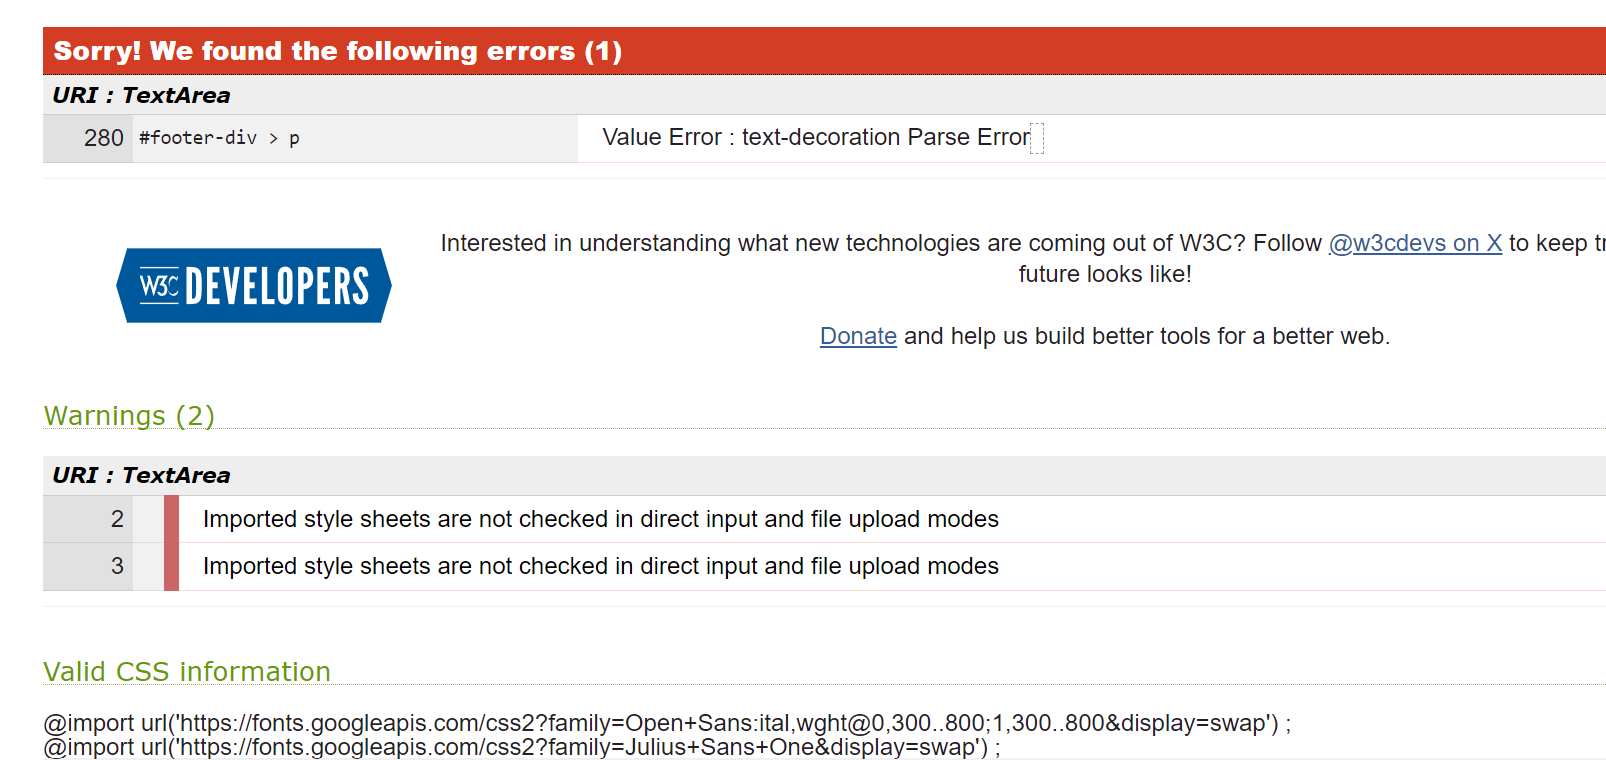 Sorry! We found the following errors (1)
URI : TextArea
280 #footer-div > p Value Error : text-decoration Parse Error
Interested in understanding what new technologies are coming out of W3C? Follow @w3cdevs on X to keep
future looks like!
W3C DEVELOPERS
Donate and help us build better tools for a better web.
Warnings (2)
URI : TextArea
2 Imported style sheets are not checked in direct input and file upload modes
3 Imported style sheets are not checked in direct input and file upload modes
Valid CSS information
@import url('https://fonts.googleapis.com/css2?family=Open+Sans:ital,wght@0,300..800;1,300..800&display=swap') ;
@import url('https://fonts.googleapis.com/css2?family=Julius+Sans+One&display=swap') ;